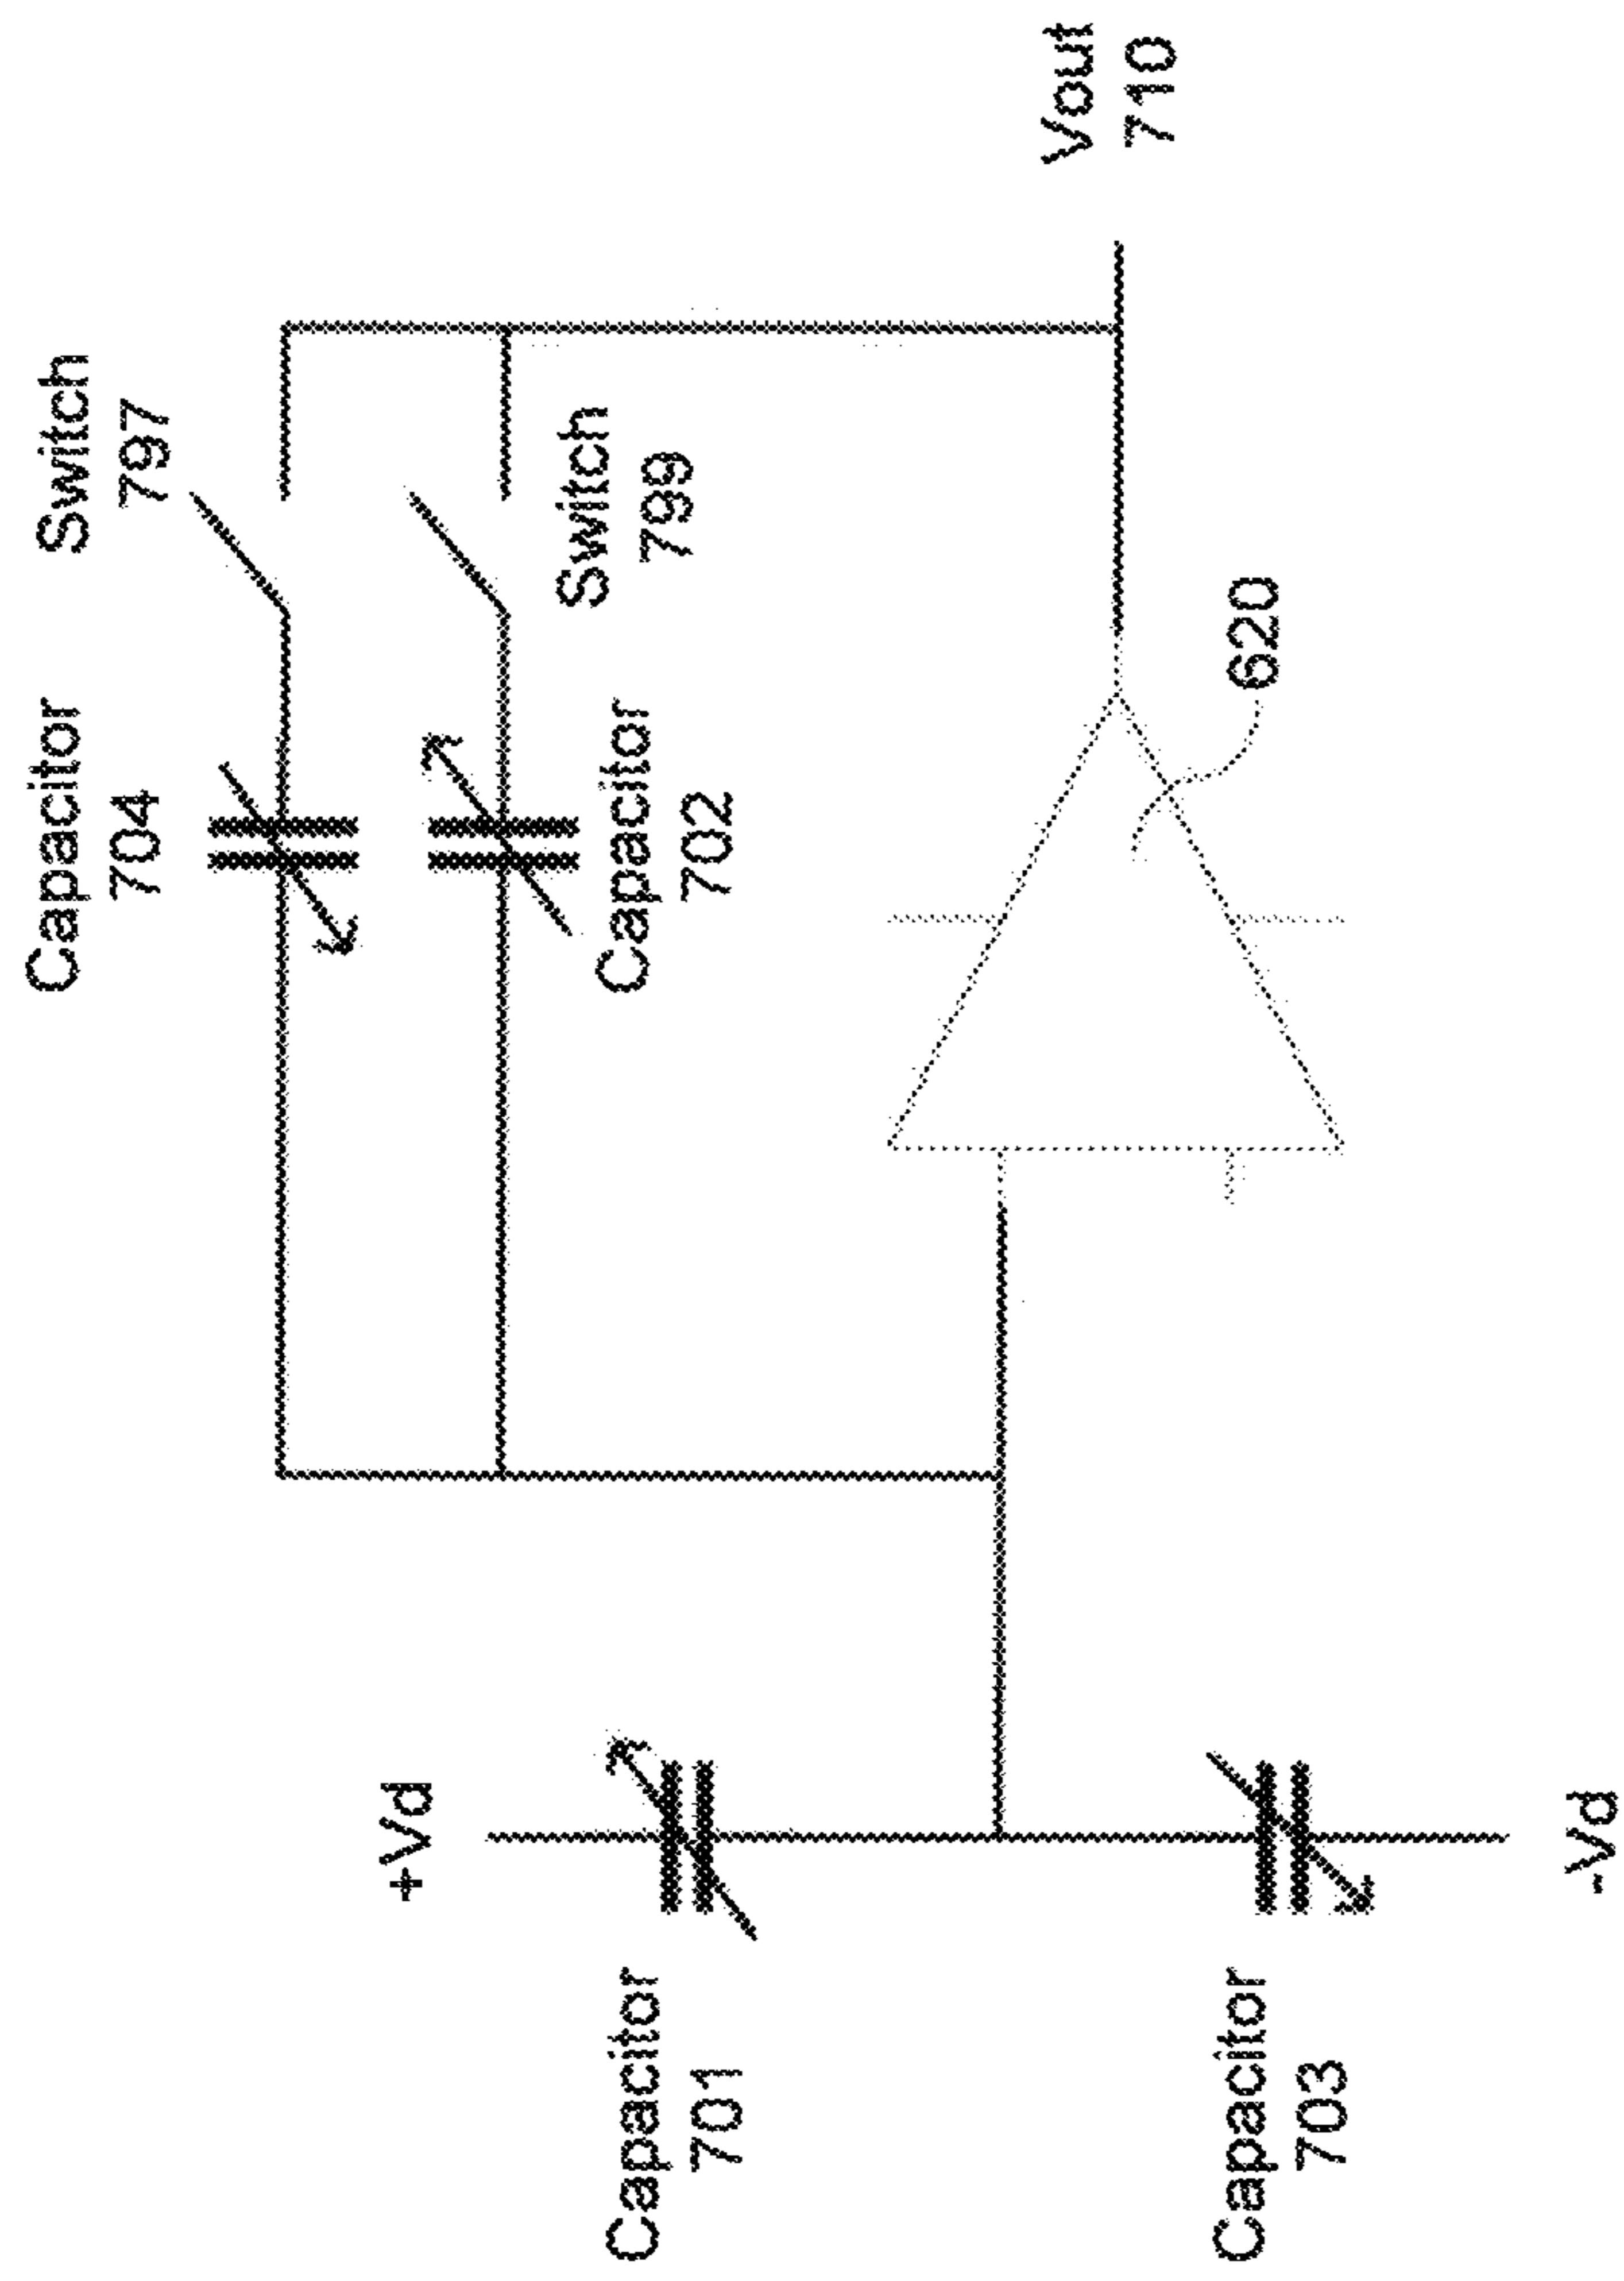 Capacitor
704
Switch
797
Capacitor
702
Switch
799
+Vd
Capacitor
701
Capacitor
703
-Vd
620
Vout
710